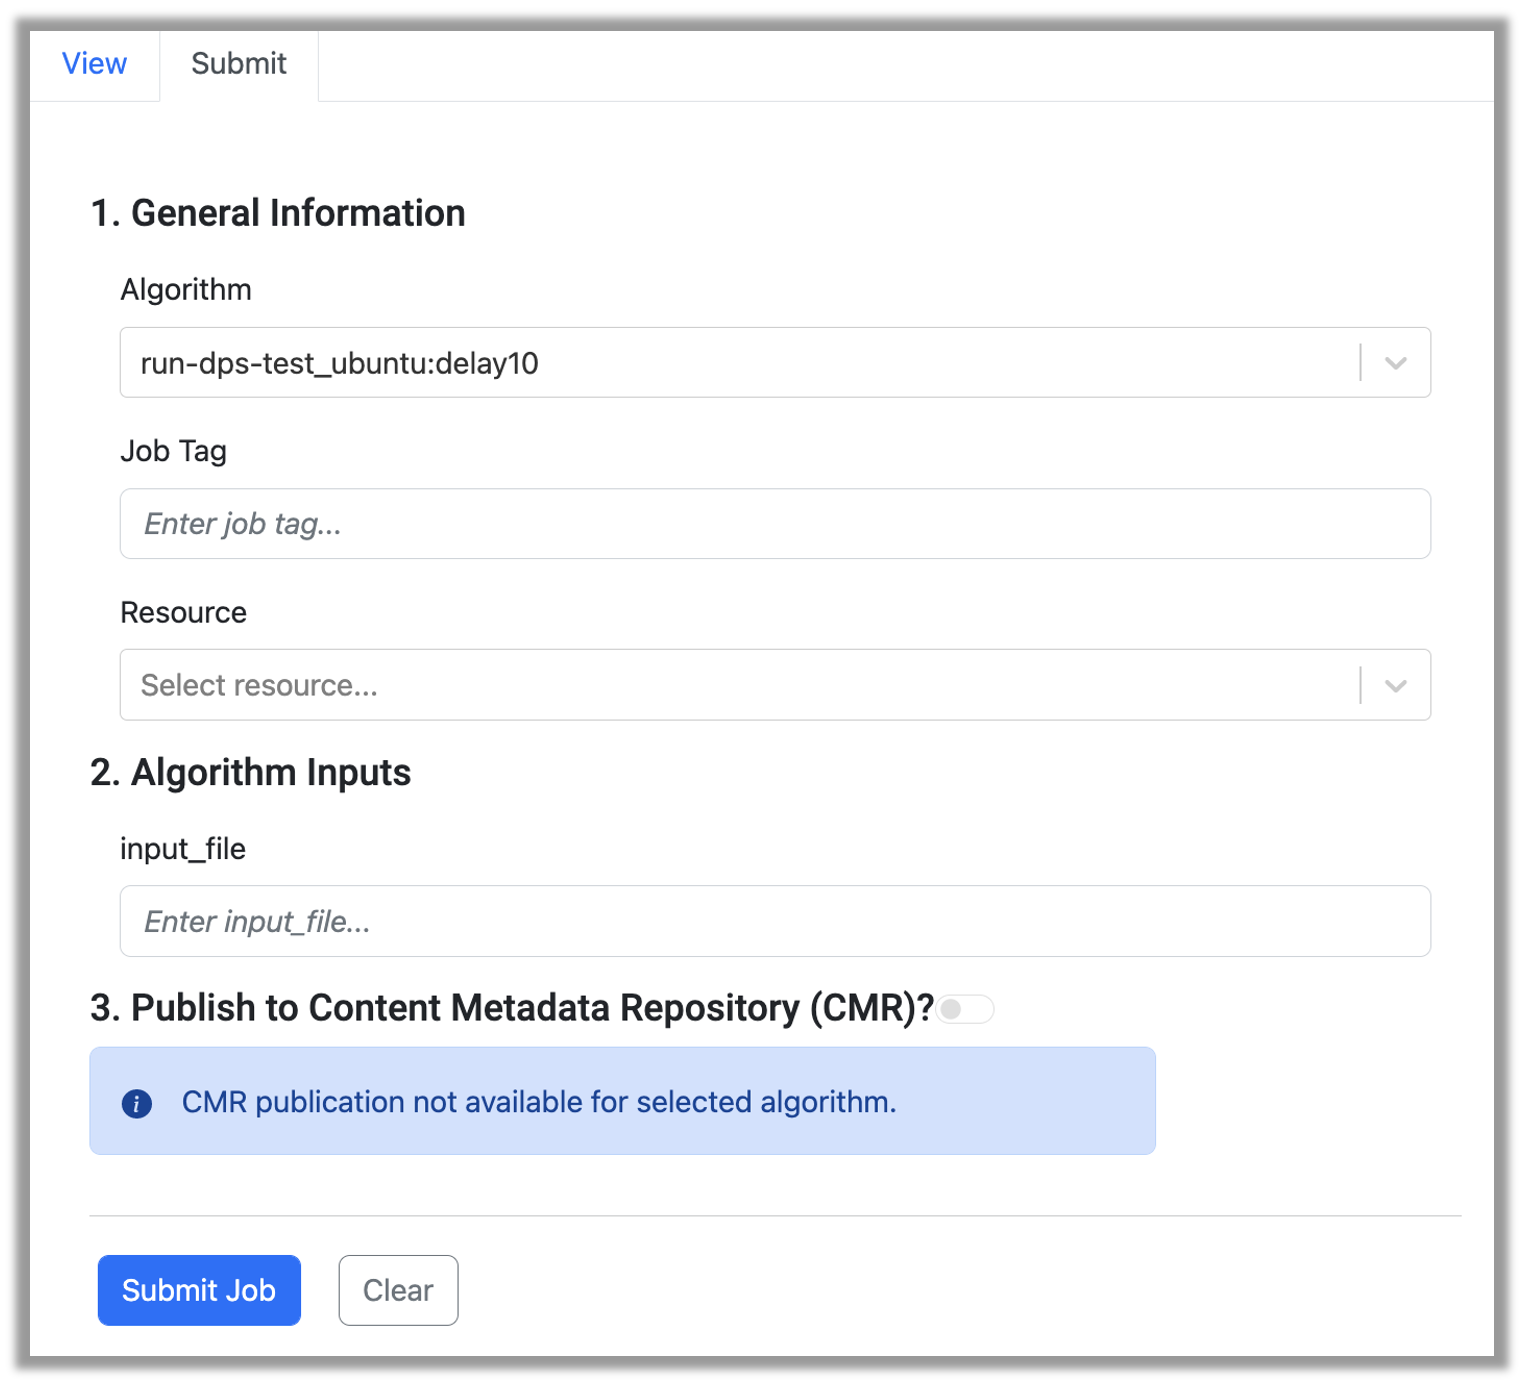 View Submit
1. General Information
Algorithm
run-dps-test_ubuntu:delay10
Job Tag
Enter job tag...
Resource
Select resource...
2. Algorithm Inputs
input_file
Enter input_file...
3. Publish to Content Metadata Repository (CMR)?
CMR publication not available for selected algorithm.
Submit Job Clear